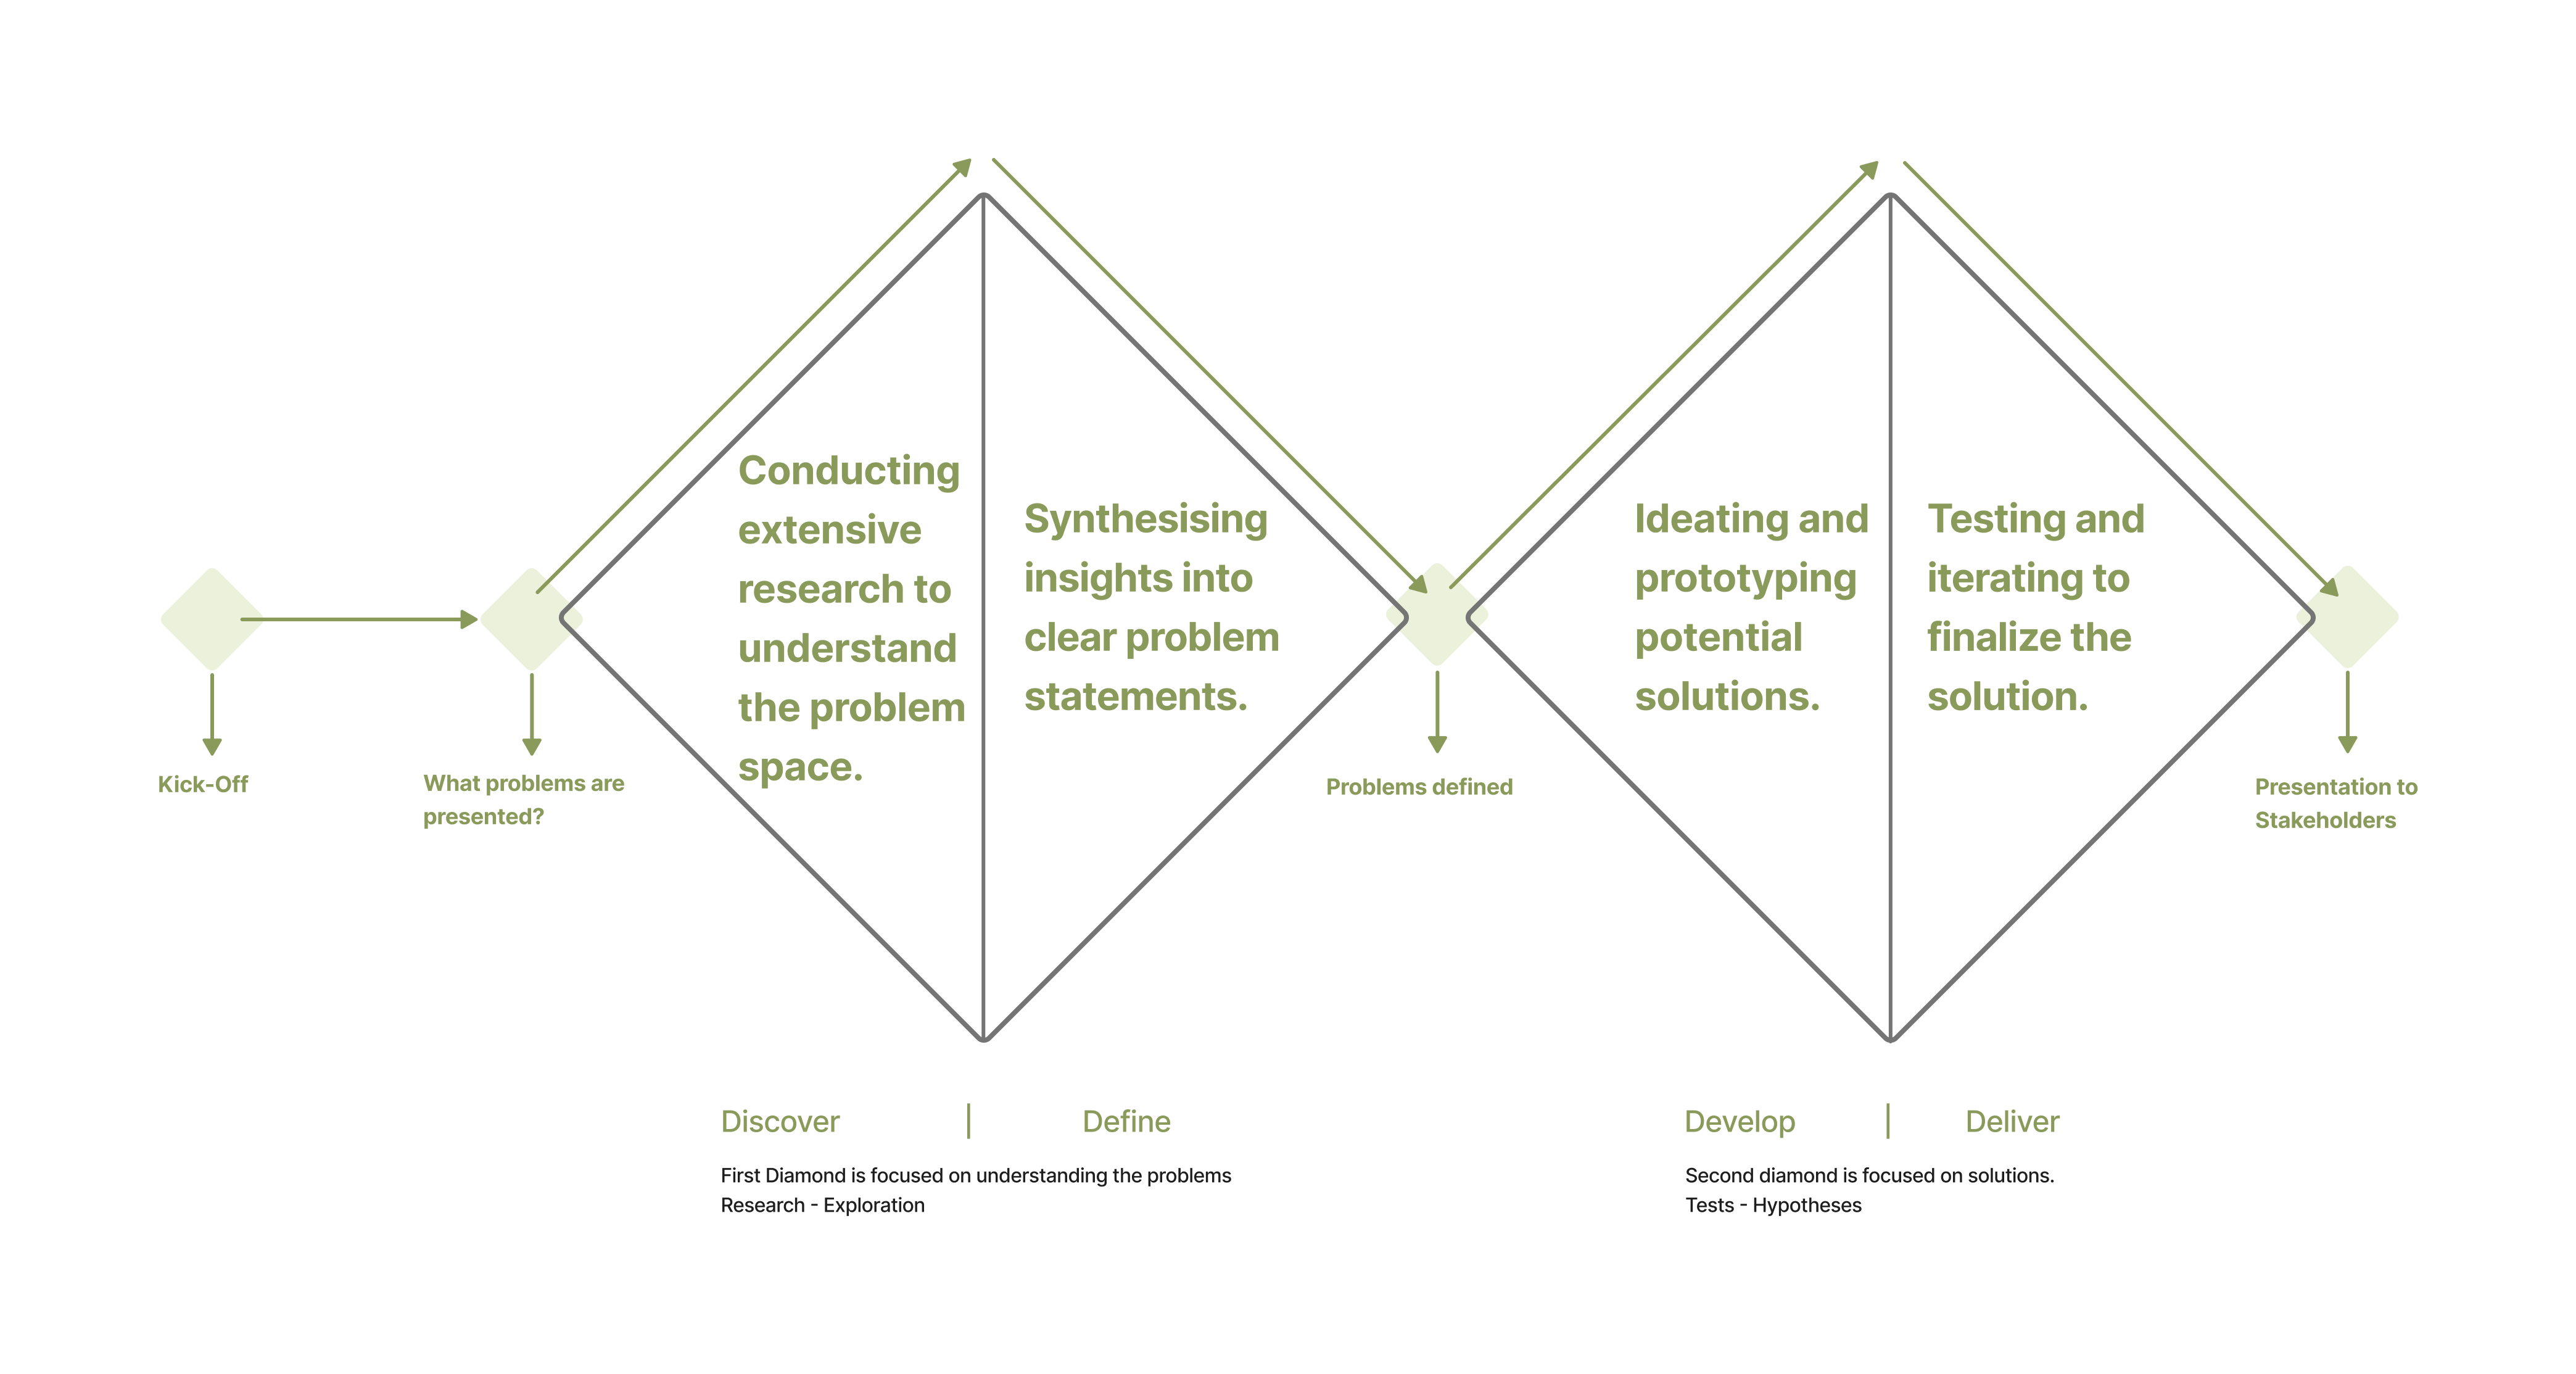 Conducting
extensive
research to
understand
the problem
space.
Synthesising
insights into
clear problem
statements.
Ideating and
prototyping
potential
solutions.
Testing and
iterating to
finalize the
solution.
Kick-Off
What problems are
presented?
Problems defined
Presentation to
Stakeholders
Discover | Define
First Diamond is focused on understanding the problems
Research - Exploration
Develop | Deliver
Second diamond is focused on solutions.
Tests - Hypotheses